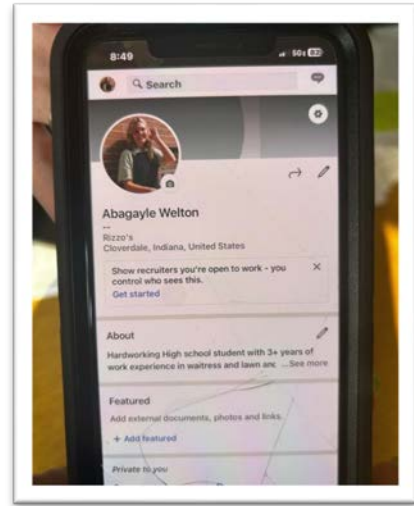 8:49
5G 82
Search
Abagayle Welton
--
Rizzo's
Cloverdale, Indiana, United States
Show recruiters you're open to work - you
control who sees this.
Get started
About
Hardworking High school student with 3+ years of
work experience in waitress and lawn anc ...See more
Featured
Add external documents, photos and links.
+ Add featured
Private to you